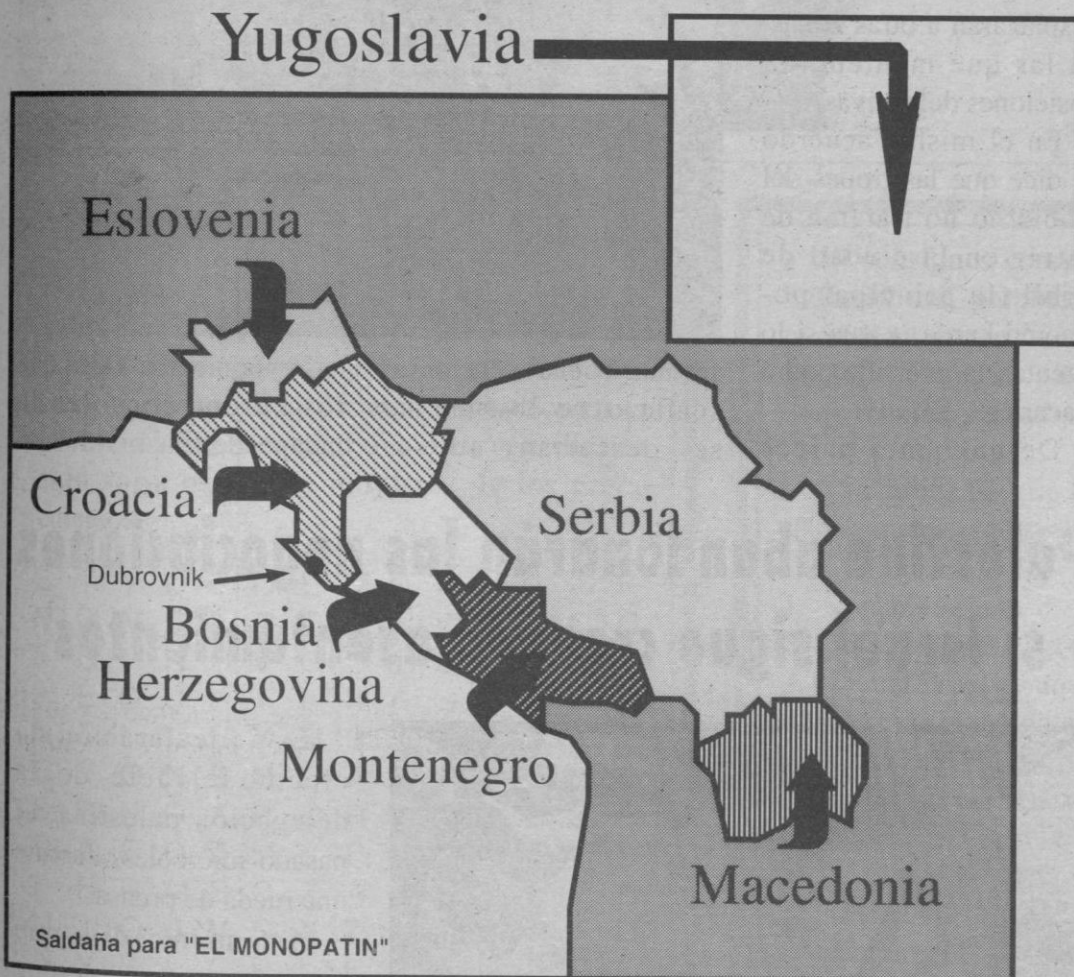 Yugoslavia
Eslovenia
Croacia
Serbia
Dubrovnik
Bosnia
Herzegovina
Montenegro
Macedonia
Saldaña para "EL MONOPATIN"